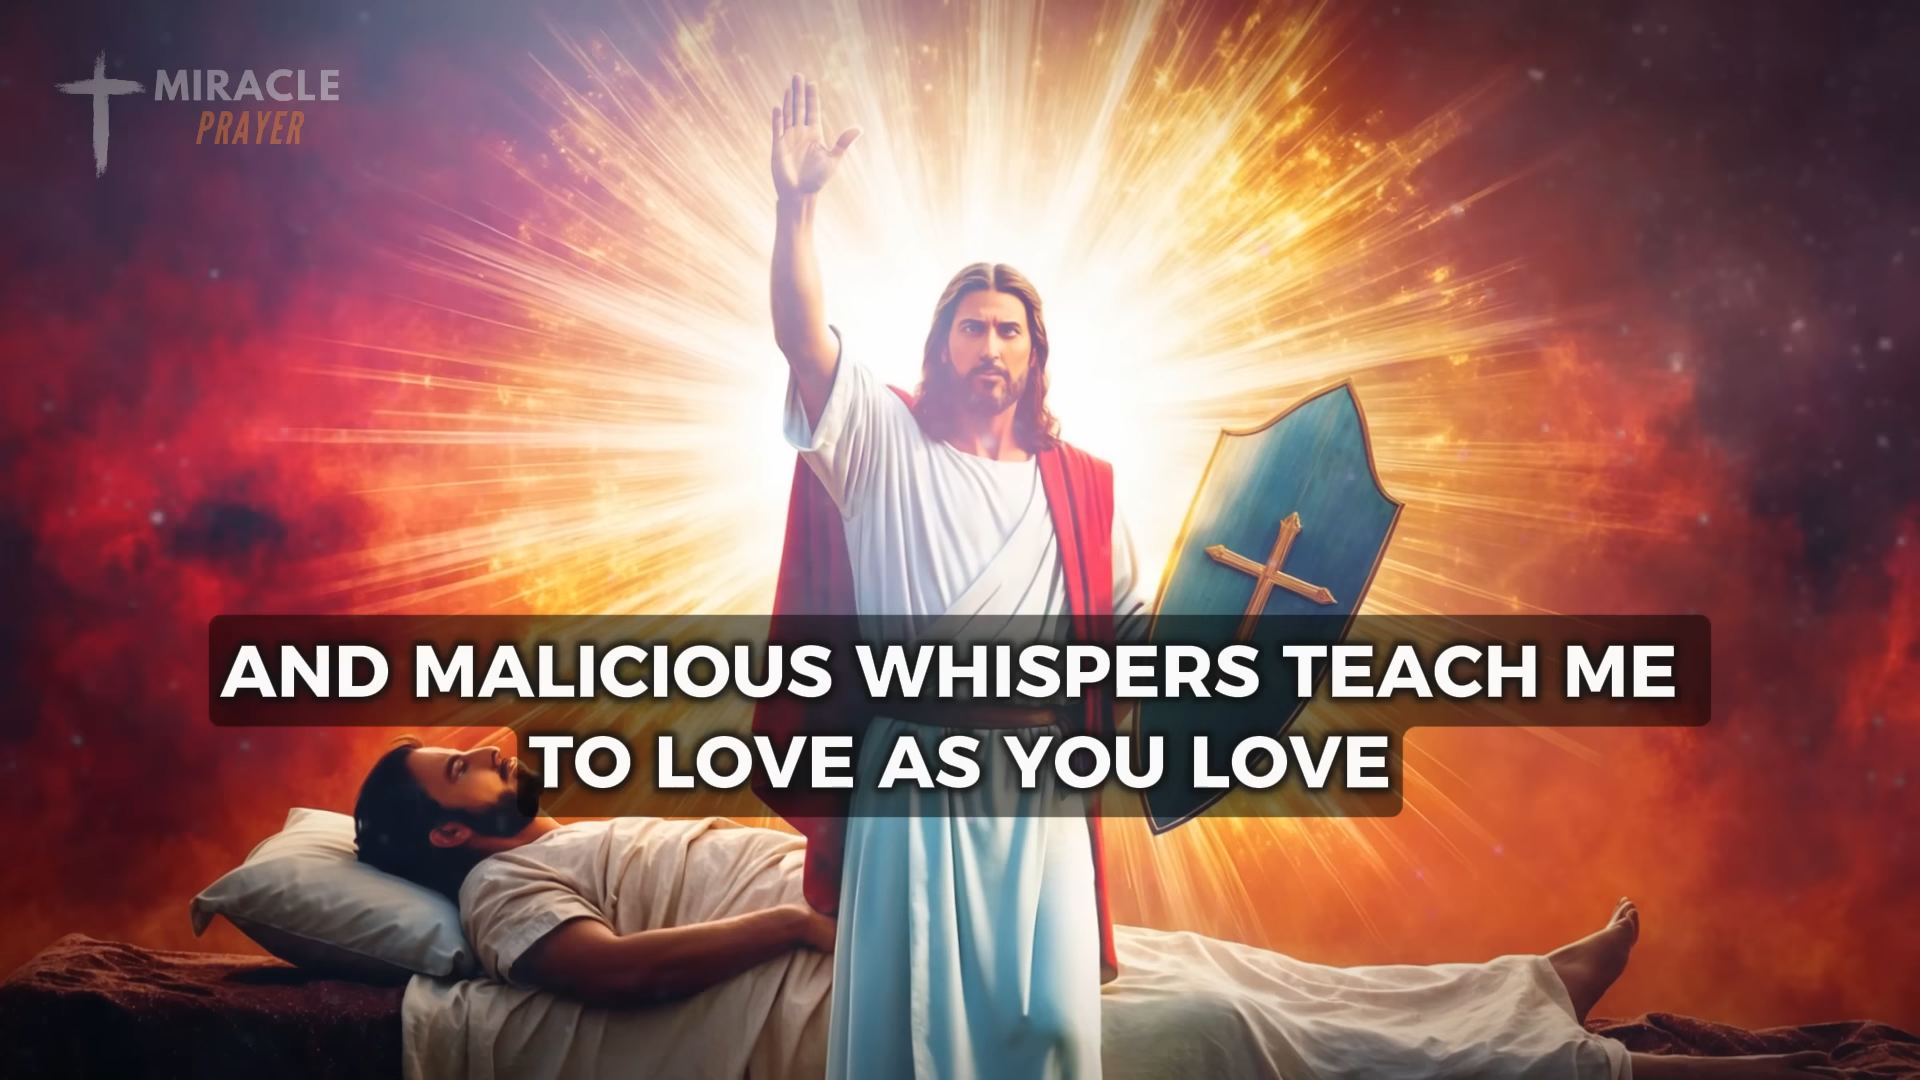 MIRACLE
PRAYER
AND MALICIOUS WHISPERS TEACH ME
TO LOVE AS YOU LOVE